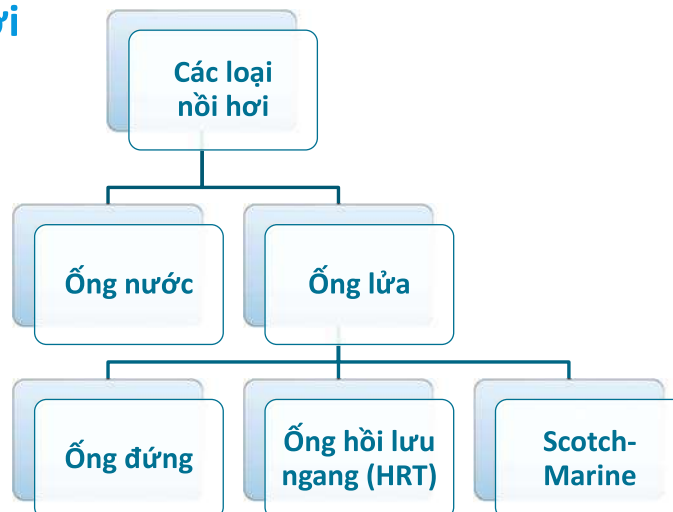 ơi
Các loại
nồi hơi
Ống nước
Ống lửa
Ống đứng
Ống hồi lưu
ngang (HRT)
Scotch-
Marine